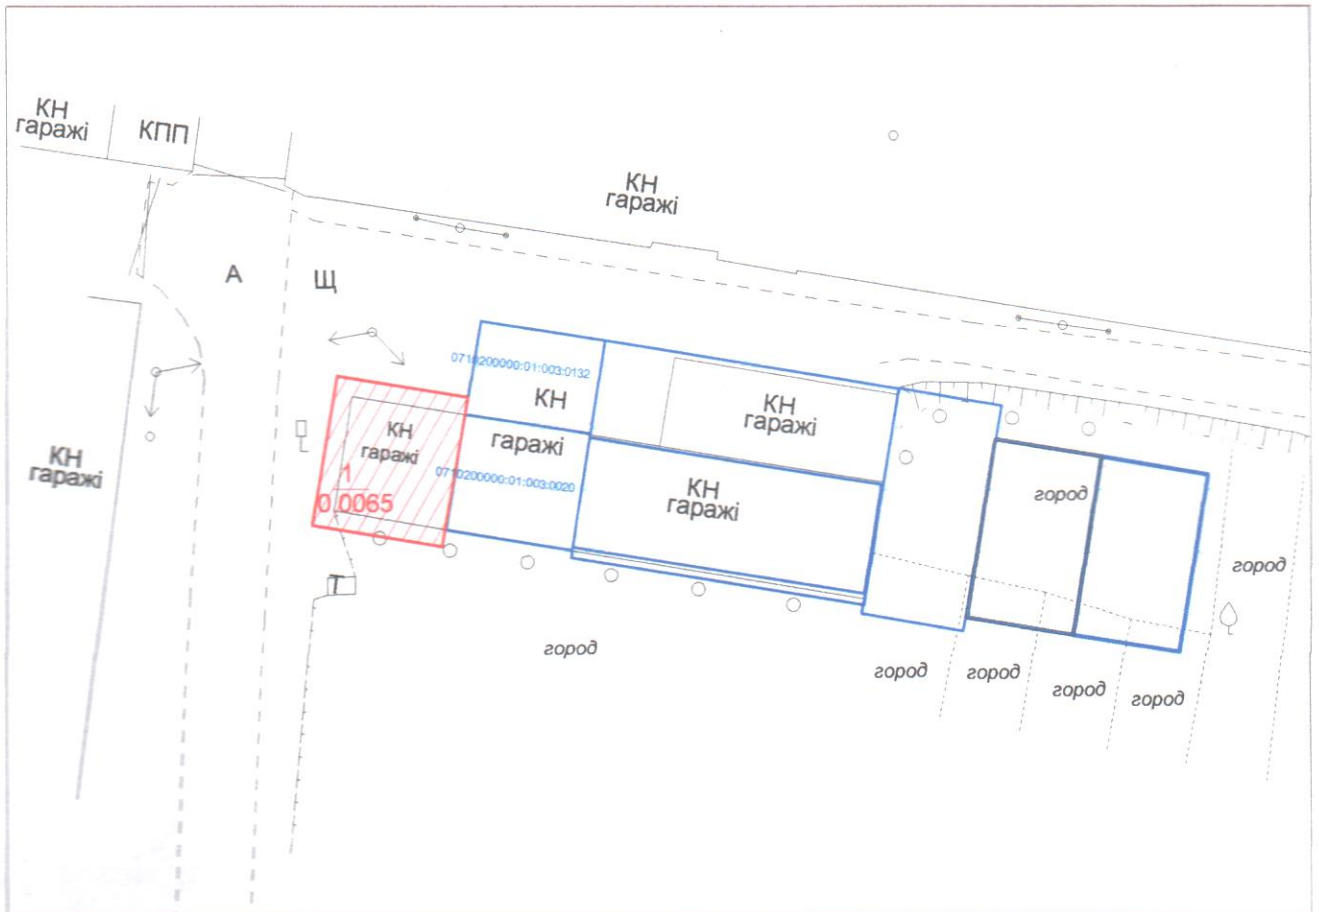 КН
гаражі
КПП
КН
гаражі
А
Щ
0710200000:01:003:0132
КН
КН
гаражі
КН
гаражі
гаражі
КН
гаражі
0710200000:01:003:0020
1
0.0065
КН
гаражі
город
город
Т
город
город
город
город
город